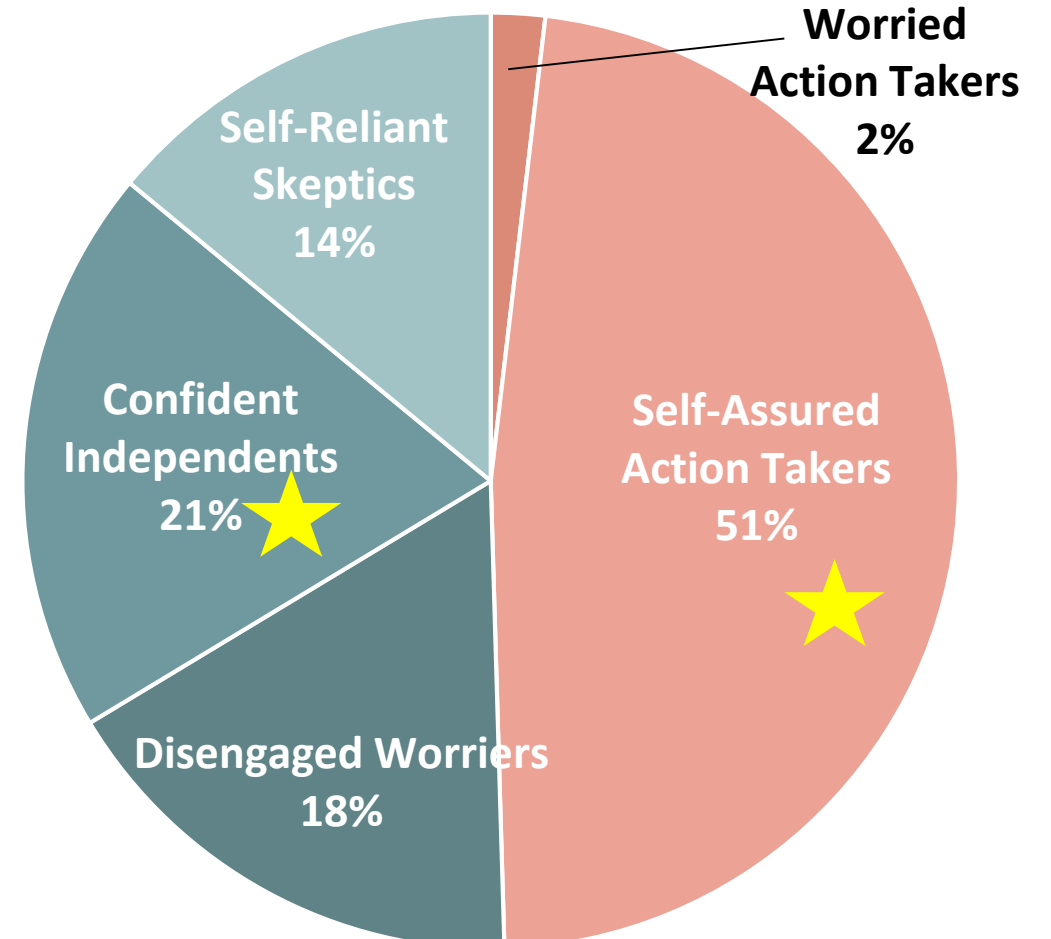 Worried
Action Takers
2%
Self-Reliant
Skeptics
14%
Confident
Independents
21%
Self-Assured
Action Takers
51%
Disengaged Worriers
18%